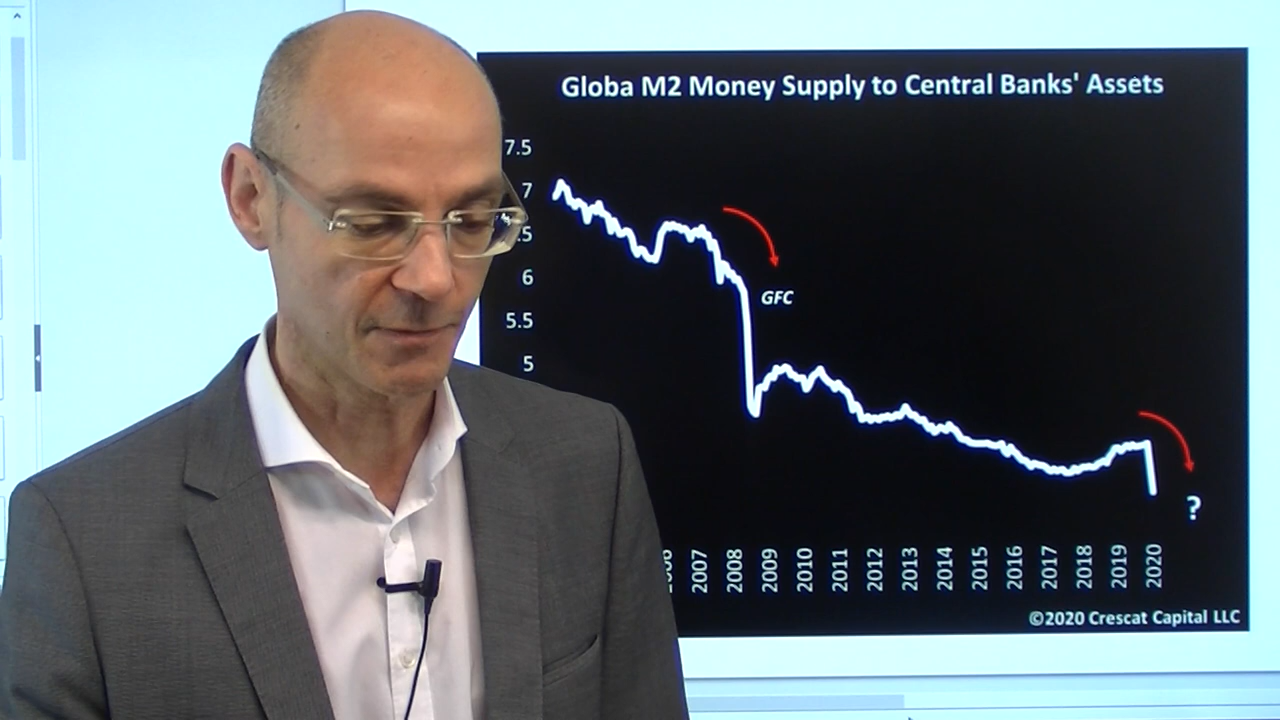 Globa M2 Money Supply to Central Banks' Assets
7.5
7
.5
6
GFC
5.5
5
?
2007 2008 2009 2010 2011 2012 2013 2014 2015 2016 2017 2018 2019 2020
©2020 Crescat Capital LLC